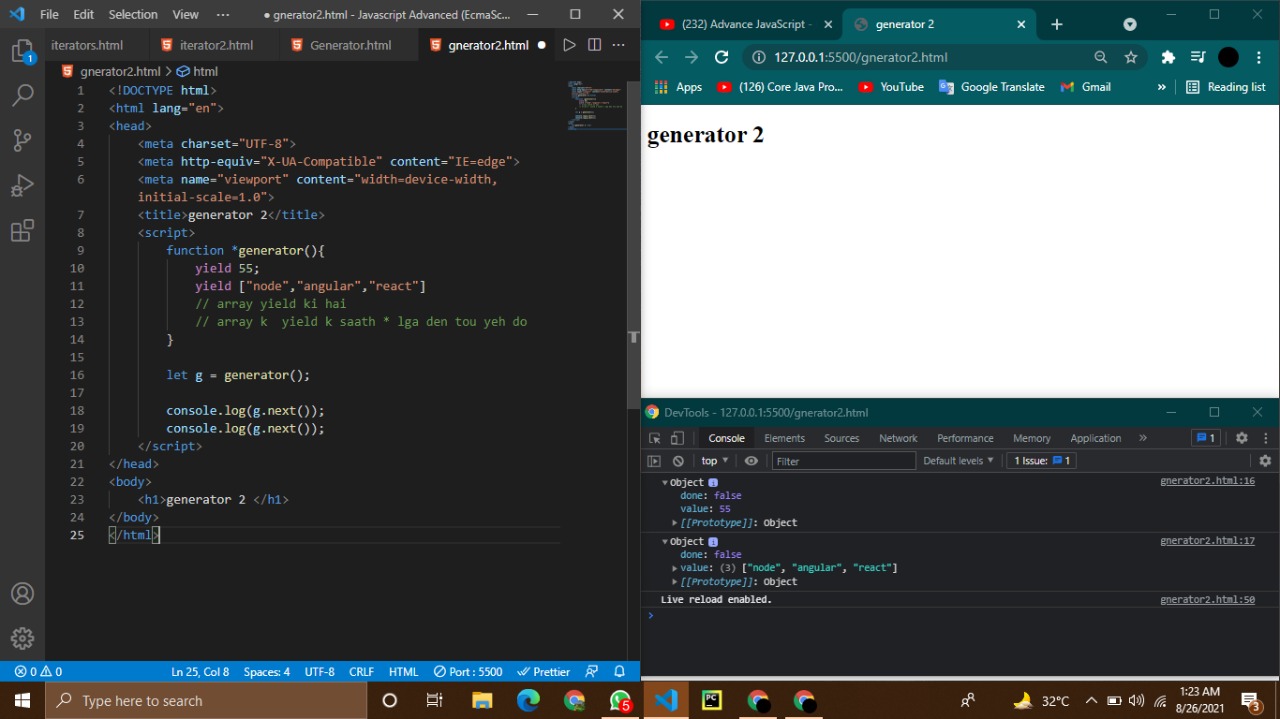 File Edit Selection View ··· ● gnerator2.html - Javascript Advanced (EcmaSc...
iterators.html iterator2.html Generator.html gnerator2.html ●
gnerator2.html > html
1 <!DOCTYPE html>
2 <html lang="en">
3 <head>
4 <meta charset="UTF-8">
5 <meta http-equiv="X-UA-Compatible" content="IE=edge">
6 <meta name="viewport" content="width=device-width,
initial-scale=1.0">
7 <title>generator 2</title>
8 <script>
9 function *generator(){
10 yield 55;
11 yield ["node","angular","react"]
12 // array yield ki hai
13 // array k  yield k saath * lga den tou yeh do
14 }
15
16 let g = generator();
17
18 console.log(g.next());
19 console.log(g.next());
20 </script>
21 </head>
22 <body>
23 <h1>generator 2 </h1>
24 </body>
25 </html>
1
0 0 Ln 25, Col 8 Spaces: 4 UTF-8 CRLF HTML Port : 5500 Prettier
(232) Advance JavaScript - generator 2
127.0.0.1:5500/gnerator2.html
Apps (126) Core Java Pro... YouTube Google Translate Gmail » Reading list
generator 2
DevTools - 127.0.0.1:5500/gnerator2.html
Console Elements Sources Network Performance Memory Application » 1
top Filter Default levels 1 Issue: 1
Object gnerator2.html:16
done: false
value: 55
[[Prototype]]: Object
Object gnerator2.html:17
done: false
value: (3) ["node", "angular", "react"]
[[Prototype]]: Object
Live reload enabled. gnerator2.html:50
>
Type here to search 5 PC 32°C 1:23 AM
8/26/2021 3